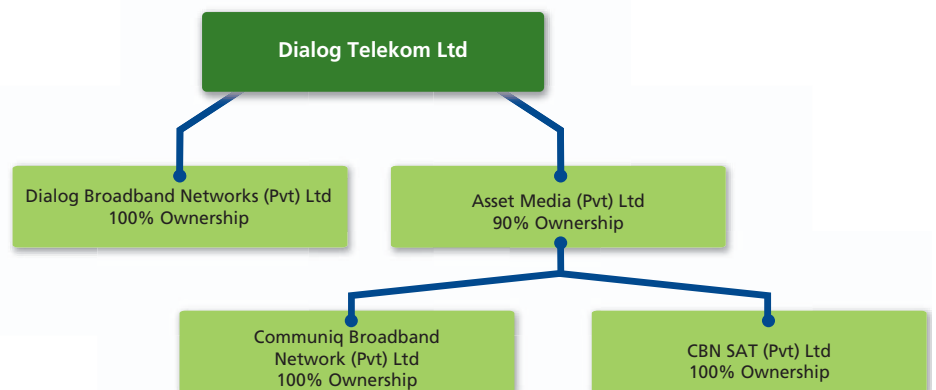 Dialog Telekom Ltd
Dialog Broadband Networks (Pvt) Ltd
100% Ownership
Asset Media (Pvt) Ltd
90% Ownership
Communiq Broadband
Network (Pvt) Ltd
100% Ownership
CBN SAT (Pvt) Ltd
100% Ownership